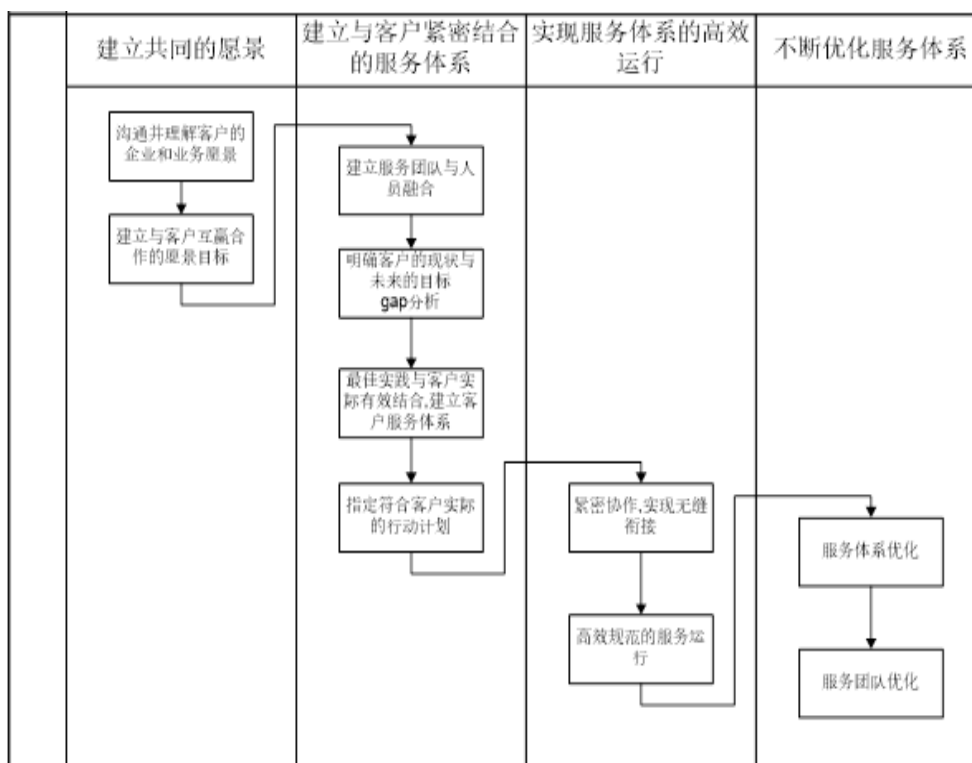 建立共同的愿景
建立与客户紧密结合
的服务体系
实现服务体系的高效
运行
不断优化服务体系
沟通并理解客户的
企业和业务愿景
建立与客户互赢合
作的愿景目标
建立服务团队与人
员融合
明确客户的现状与
未来的目标
gap分析
最佳实践与客户实
际有效结合,建立客
户服务体系
指定符合客户实际
的行动计划
紧密协作,实现无缝
衔接
高效规范的服务运
行
服务体系优化
服务团队优化